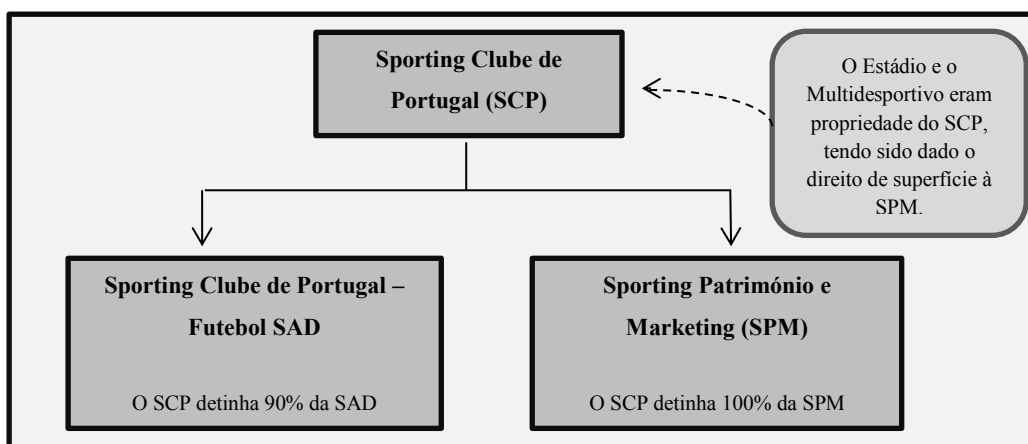 Sporting Clube de
Portugal (SCP)
O Estádio e o
Multidesportivo eram
propriedade do SCP,
tendo sido dado o
direito de superfície à
SPM.
Sporting Clube de Portugal –
Futebol SAD
O SCP detinha 90% da SAD
Sporting Património e
Marketing (SPM)
O SCP detinha 100% da SPM